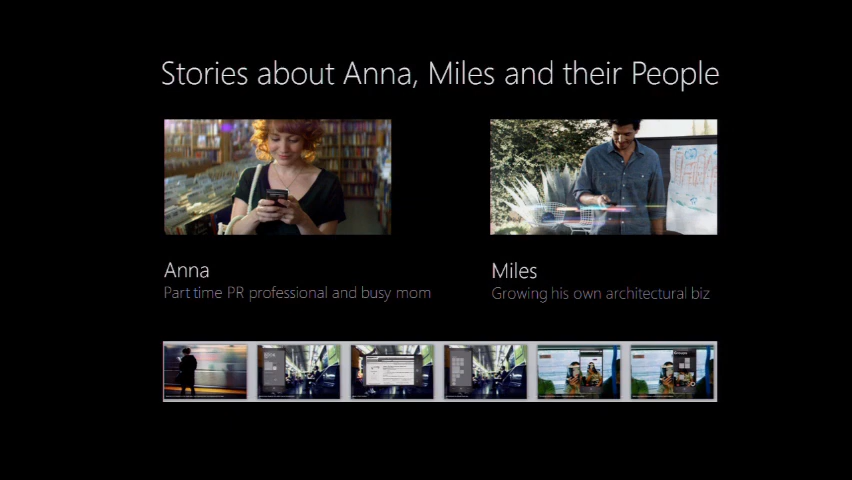 Stories about Anna, Miles and their People
Anna
Part time PR professional and busy mom
Miles
Growing his own architectural biz